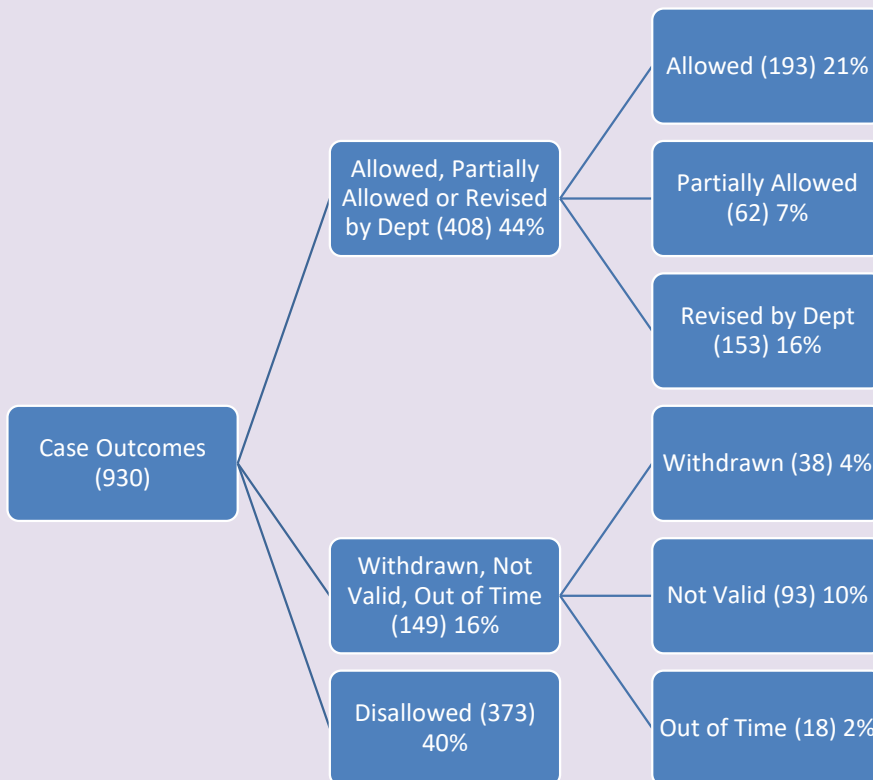 Case Outcomes
(930)
Allowed, Partially
Allowed or Revised
by Dept (408) 44%
Allowed (193) 21%
Partially Allowed
(62) 7%
Revised by Dept
(153) 16%
Withdrawn, Not
Valid, Out of Time
(149) 16%
Withdrawn (38) 4%
Not Valid (93) 10%
Out of Time (18) 2%
Disallowed (373)
40%